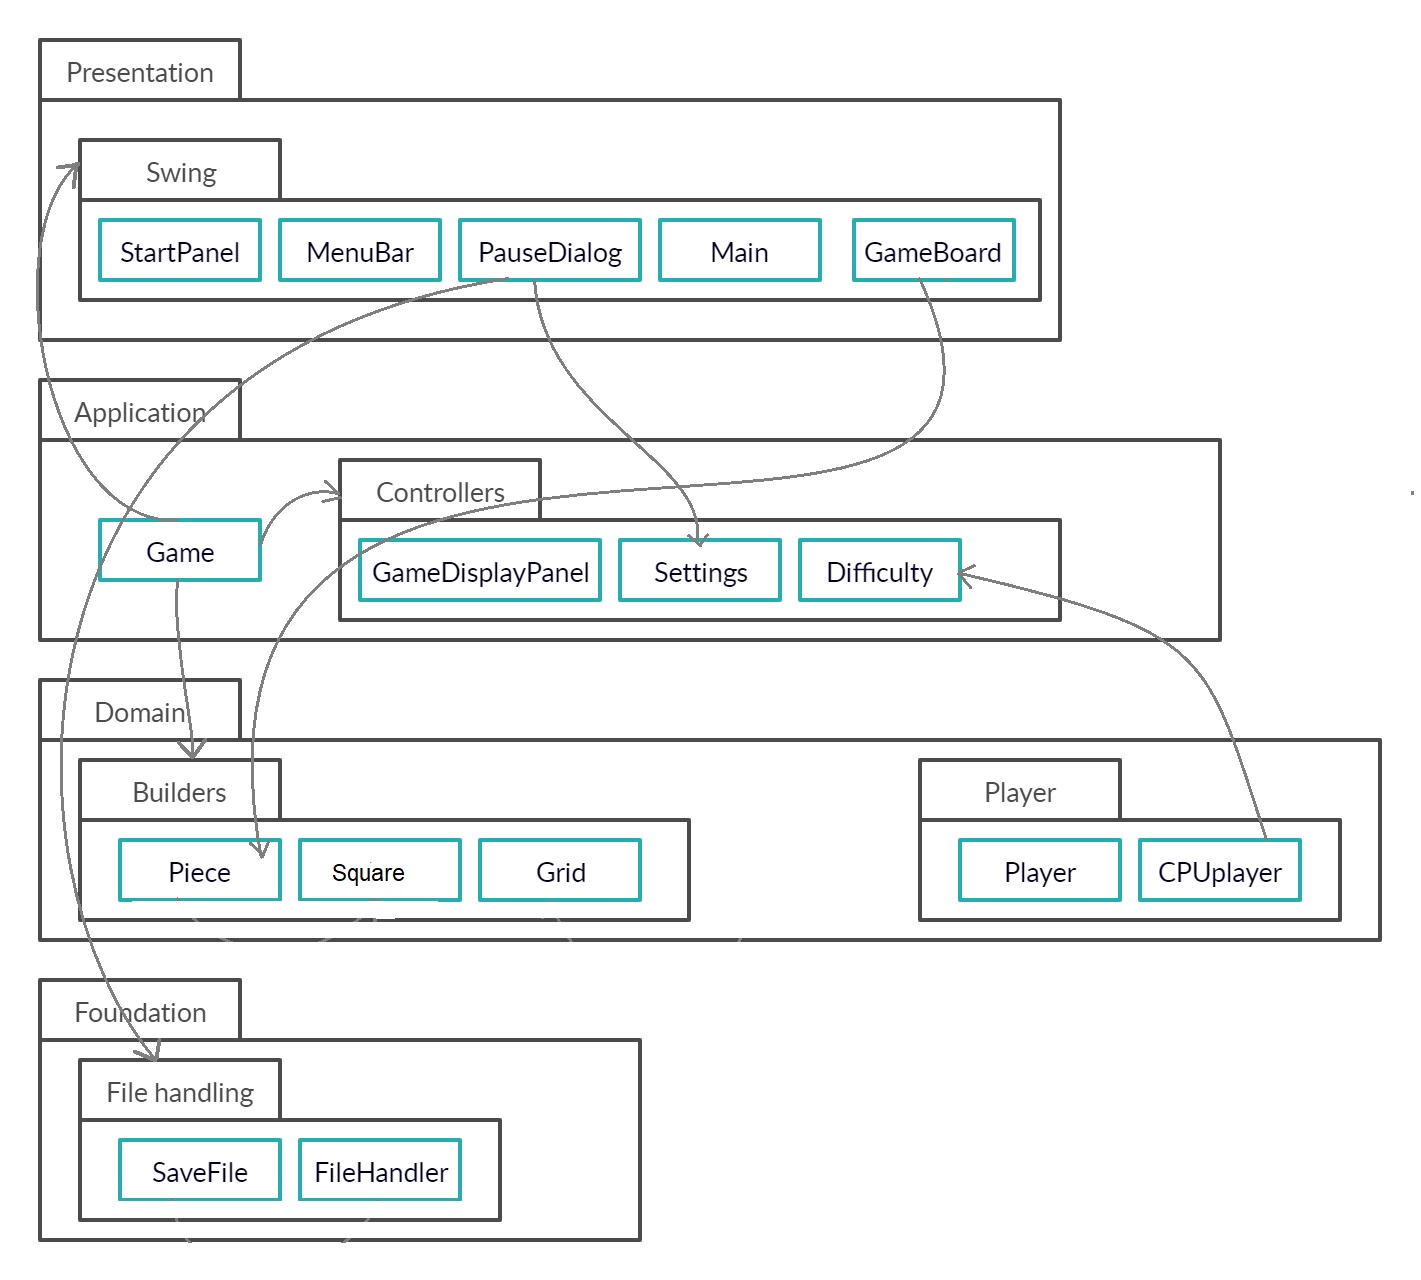 Presentation
Swing
StartPanel
MenuBar
PauseDialog
Main
GameBoard
Application
Controllers
Game
GameDisplayPanel
Settings
Difficulty
Domain
Builders
Player
Piece
Square
Grid
Player
CPUplayer
Foundation
File handling
SaveFile
FileHandler